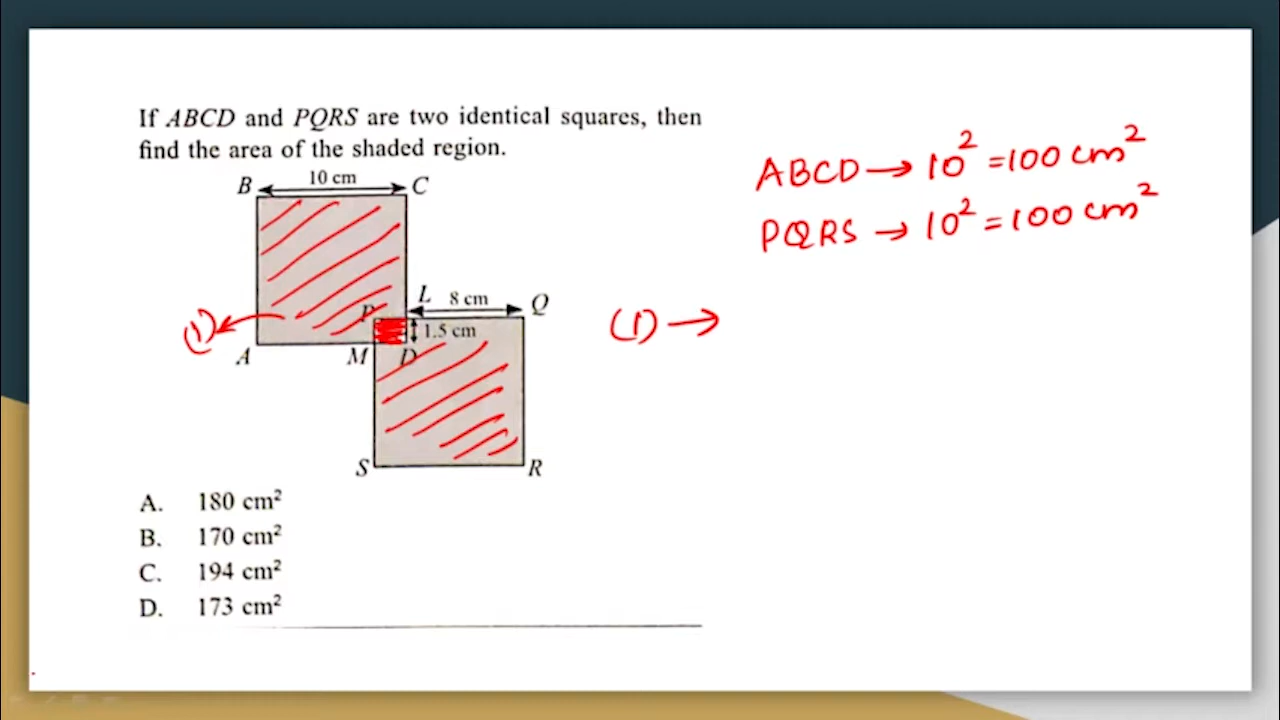 If ABCD and PQRS are two identical squares, then
find the area of the shaded region.
B 10 cm C
L 8 cm Q
P
1.5 cm
(1)
A M D
S R
A. 180 cm²
B. 170 cm²
C. 194 cm²
D. 173 cm²
ABCD → 10² = 100 cm²
PQRS → 10² = 100 cm²
(1) →